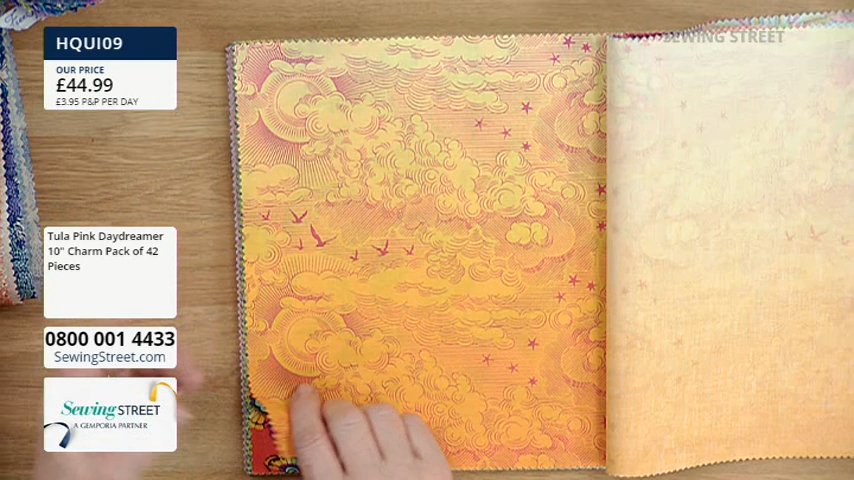 HQUI09
OUR PRICE
£44.99
£3.95 P&P PER DAY
SEWING STREET
Tula Pink Daydreamer
10" Charm Pack of 42
Pieces
0800 001 4433
SewingStreet.com
Sewing STREET
A GEMPORIA PARTNER